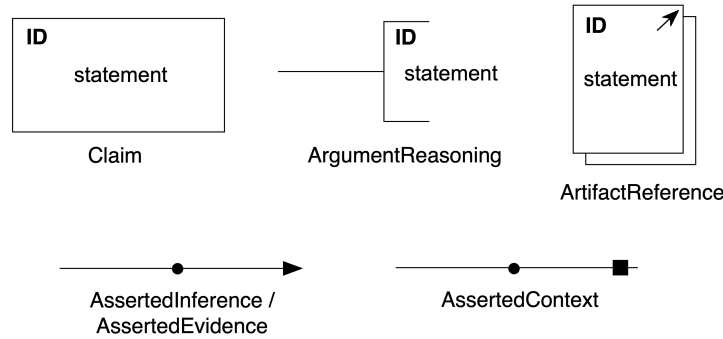 ID
statement
Claim
ID
statement
ArgumentReasoning
ID
statement
ArtifactReference
AssertedInference /
AssertedEvidence
AssertedContext